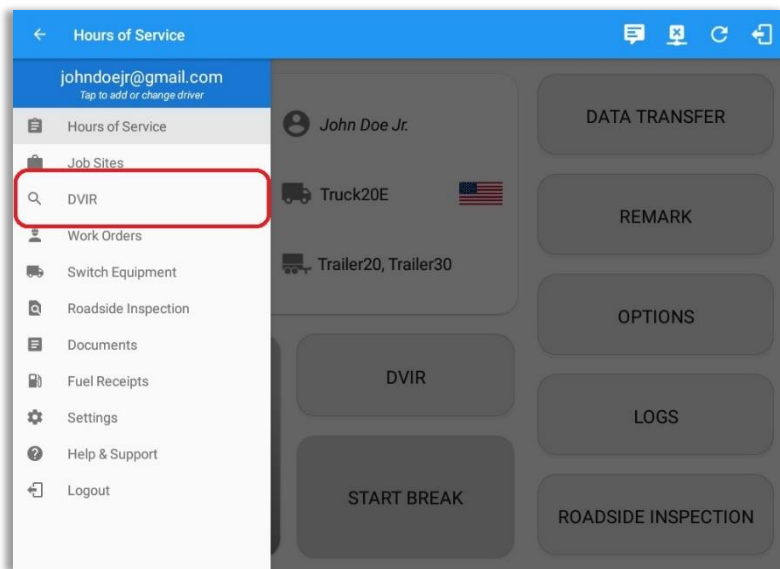 Hours of Service
johndoejr@gmail.com
Tap to add or change driver
Hours of Service
Job Sites
DVIR
Work Orders
Switch Equipment
Roadside Inspection
Documents
Fuel Receipts
Settings
Help & Support
Logout
John Doe Jr.
Truck20E
Trailer20, Trailer30
DVIR
START BREAK
DATA TRANSFER
REMARK
OPTIONS
LOGS
ROADSIDE INSPECTION